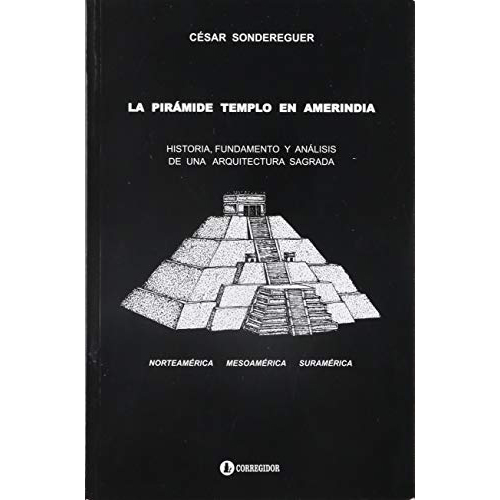 CÉSAR SONDEREGUER
LA PIRÁMIDE TEMPLO EN AMERINDIA
HISTORIA, FUNDAMENTO Y ANÁLISIS
DE UNA ARQUITECTURA SAGRADA
NORTEAMÉRICA MESOAMÉRICA SURAMÉRICA
CORREGIDOR